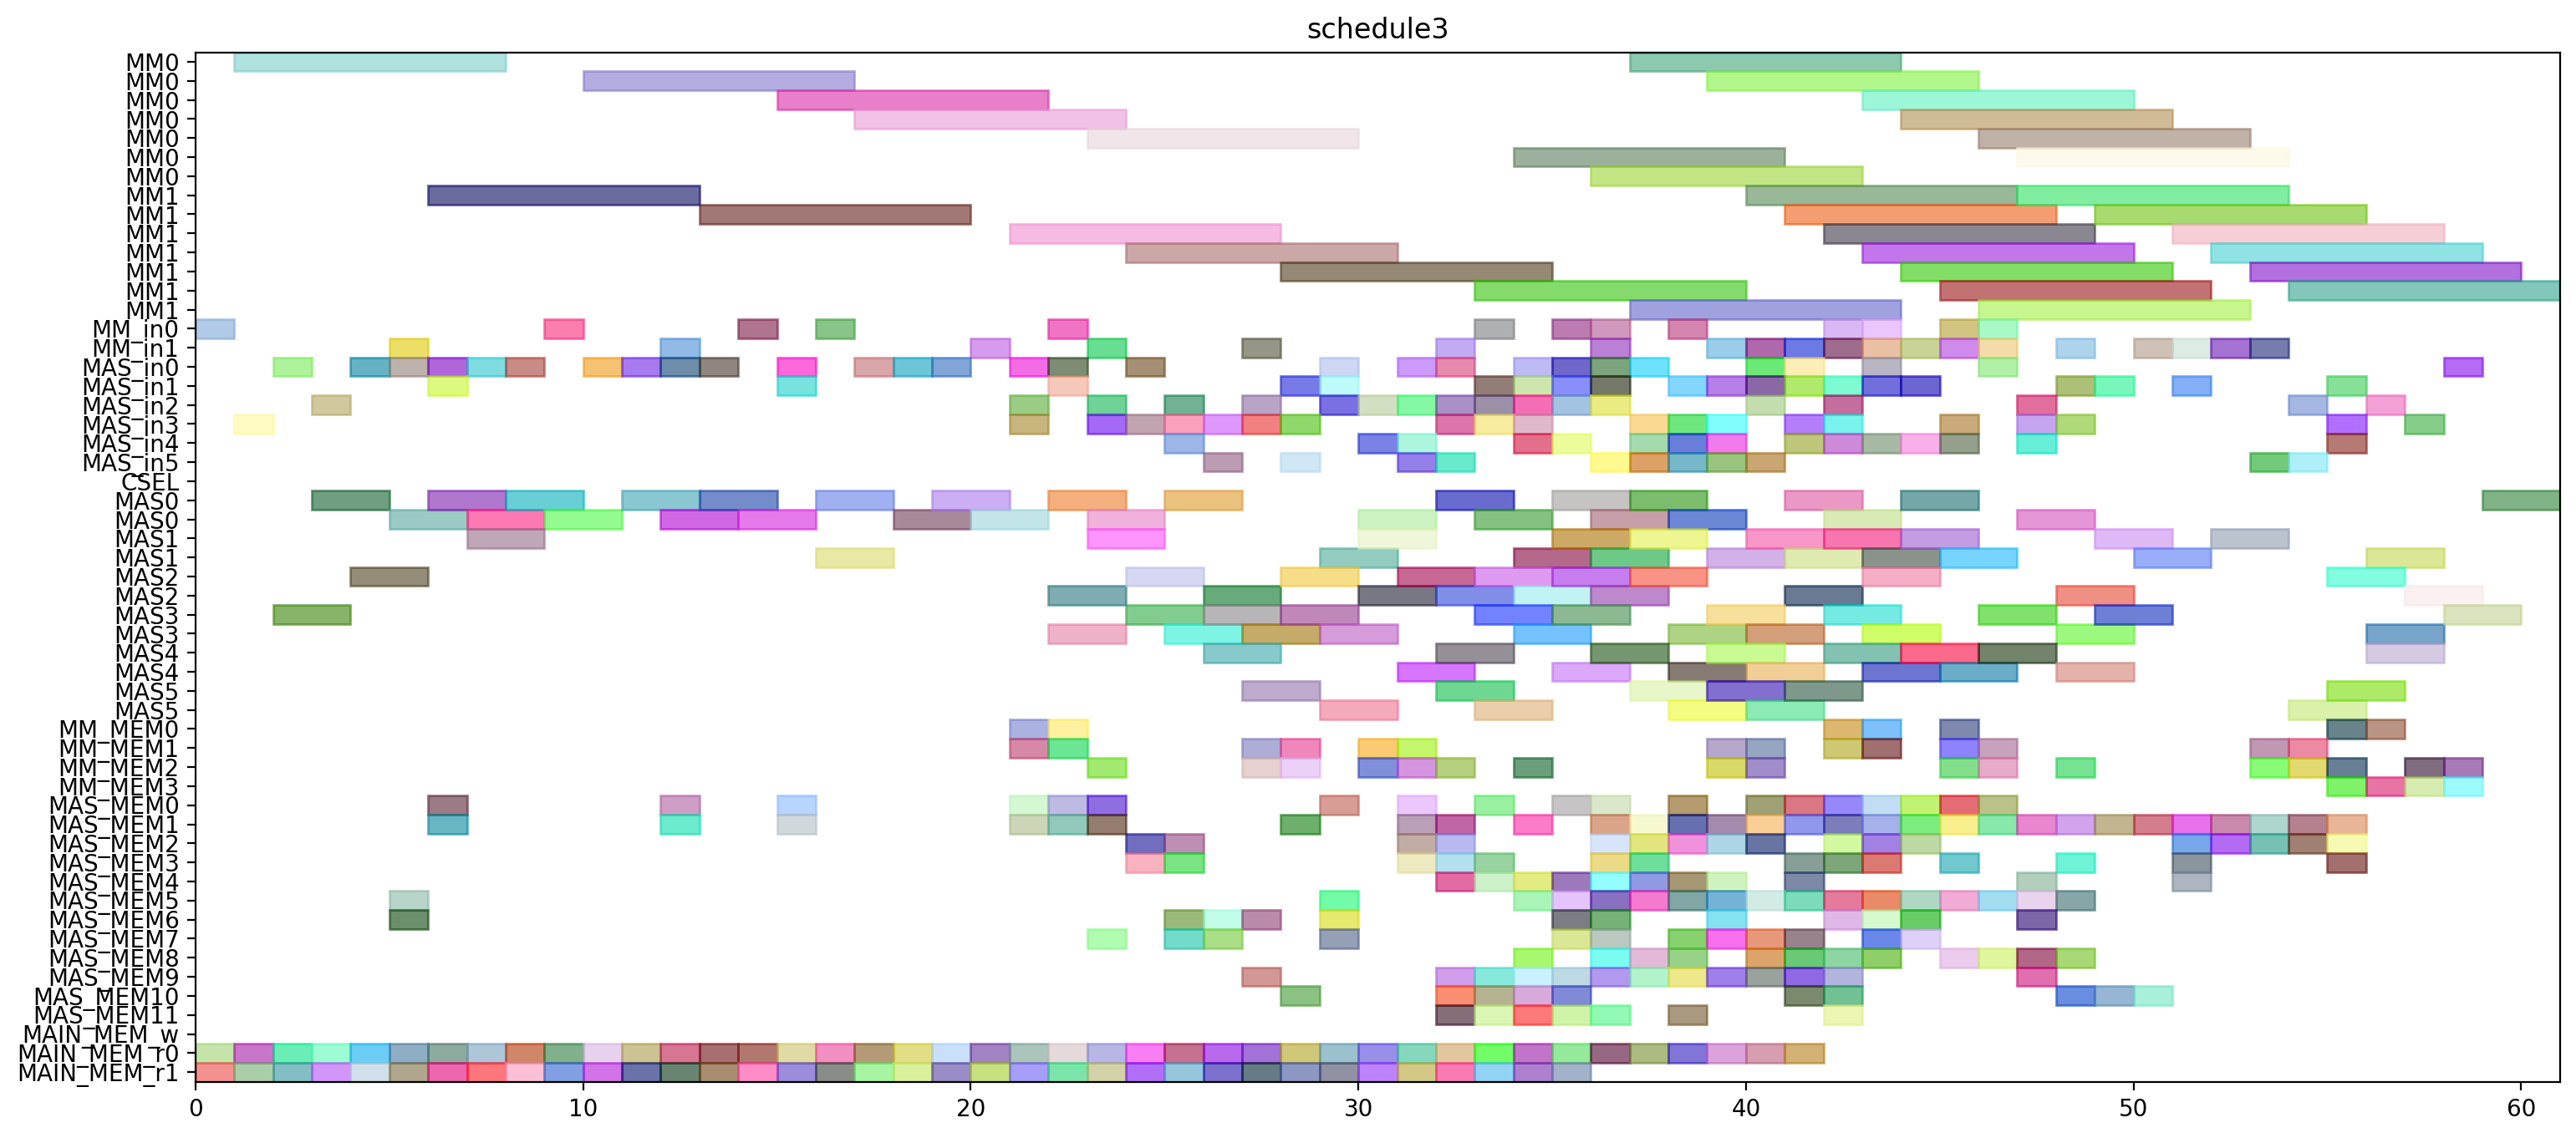 schedule3
MM0
MM0
MM0
MM0
MM0
MM0
MM0
MM1
MM1
MM1
MM1
MM1
MM1
MM1
MM_in0
MM_in1
MAS_in0
MAS_in1
MAS_in2
MAS_in3
MAS_in4
MAS_in5
CSEL
MAS0
MAS0
MAS1
MAS1
MAS2
MAS2
MAS3
MAS3
MAS4
MAS4
MAS5
MAS5
MM_MEM0
MM_MEM1
MM_MEM2
MM_MEM3
MAS_MEM0
MAS_MEM1
MAS_MEM2
MAS_MEM3
MAS_MEM4
MAS_MEM5
MAS_MEM6
MAS_MEM7
MAS_MEM8
MAS_MEM9
MAS_MEM10
MAS_MEM11
MAIN_MEM_w
MAIN_MEM_r0
MAIN_MEM_r1
0 10 20 30 40 50 60